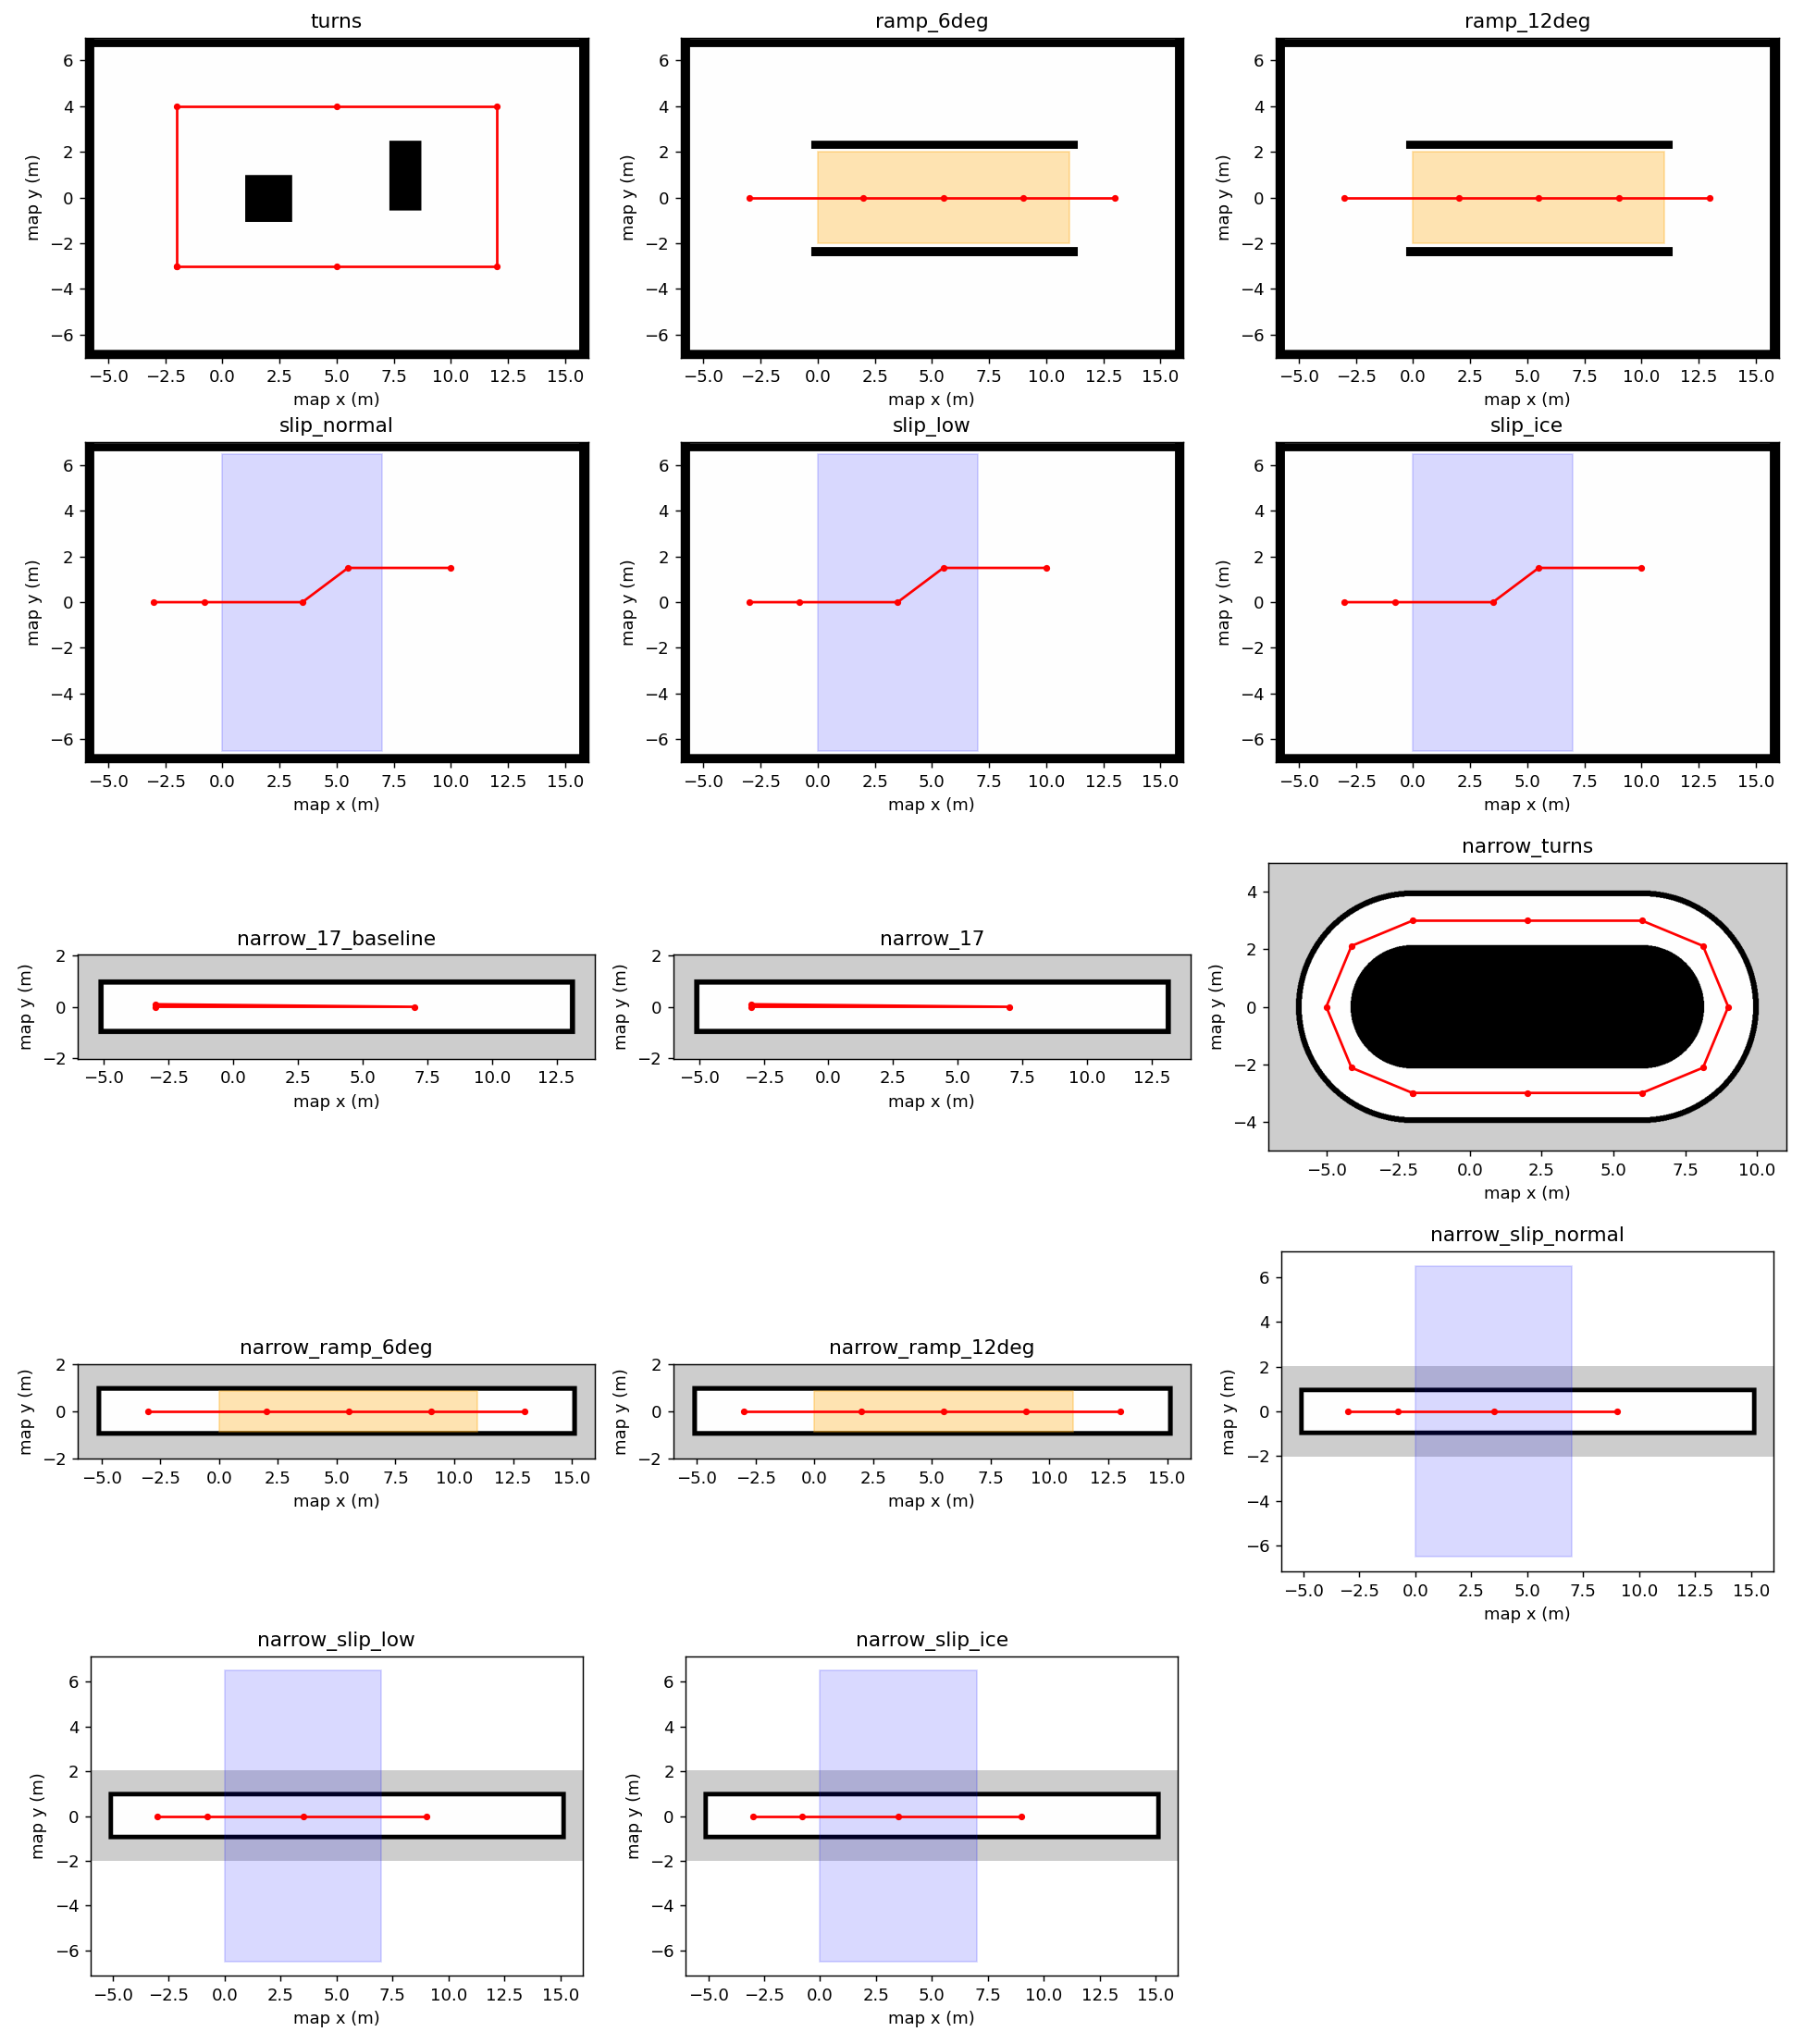 turns
ramp_6deg
ramp_12deg
6
4
2
0
−2
−4
−6
map y (m)
−5.0 −2.5 0.0 2.5 5.0 7.5 10.0 12.5 15.0
map x (m)
6
4
2
0
−2
−4
−6
map y (m)
−5.0 −2.5 0.0 2.5 5.0 7.5 10.0 12.5 15.0
map x (m)
6
4
2
0
−2
−4
−6
map y (m)
−5.0 −2.5 0.0 2.5 5.0 7.5 10.0 12.5 15.0
map x (m)
slip_normal
slip_low
slip_ice
6
4
2
0
−2
−4
−6
map y (m)
−5.0 −2.5 0.0 2.5 5.0 7.5 10.0 12.5 15.0
map x (m)
6
4
2
0
−2
−4
−6
map y (m)
−5.0 −2.5 0.0 2.5 5.0 7.5 10.0 12.5 15.0
map x (m)
6
4
2
0
−2
−4
−6
map y (m)
−5.0 −2.5 0.0 2.5 5.0 7.5 10.0 12.5 15.0
map x (m)
narrow_17_baseline
2
0
−2
map y (m)
−5.0 −2.5 0.0 2.5 5.0 7.5 10.0 12.5
map x (m)
narrow_17
2
0
−2
map y (m)
−5.0 −2.5 0.0 2.5 5.0 7.5 10.0 12.5
map x (m)
narrow_turns
4
2
0
−2
−4
map y (m)
−5.0 −2.5 0.0 2.5 5.0 7.5 10.0
map x (m)
narrow_ramp_6deg
2
0
−2
map y (m)
−5.0 −2.5 0.0 2.5 5.0 7.5 10.0 12.5 15.0
map x (m)
narrow_ramp_12deg
2
0
−2
map y (m)
−5.0 −2.5 0.0 2.5 5.0 7.5 10.0 12.5 15.0
map x (m)
narrow_slip_normal
6
4
2
0
−2
−4
−6
map y (m)
−5.0 −2.5 0.0 2.5 5.0 7.5 10.0 12.5 15.0
map x (m)
narrow_slip_low
6
4
2
0
−2
−4
−6
map y (m)
−5.0 −2.5 0.0 2.5 5.0 7.5 10.0 12.5 15.0
map x (m)
narrow_slip_ice
6
4
2
0
−2
−4
−6
map y (m)
−5.0 −2.5 0.0 2.5 5.0 7.5 10.0 12.5 15.0
map x (m)